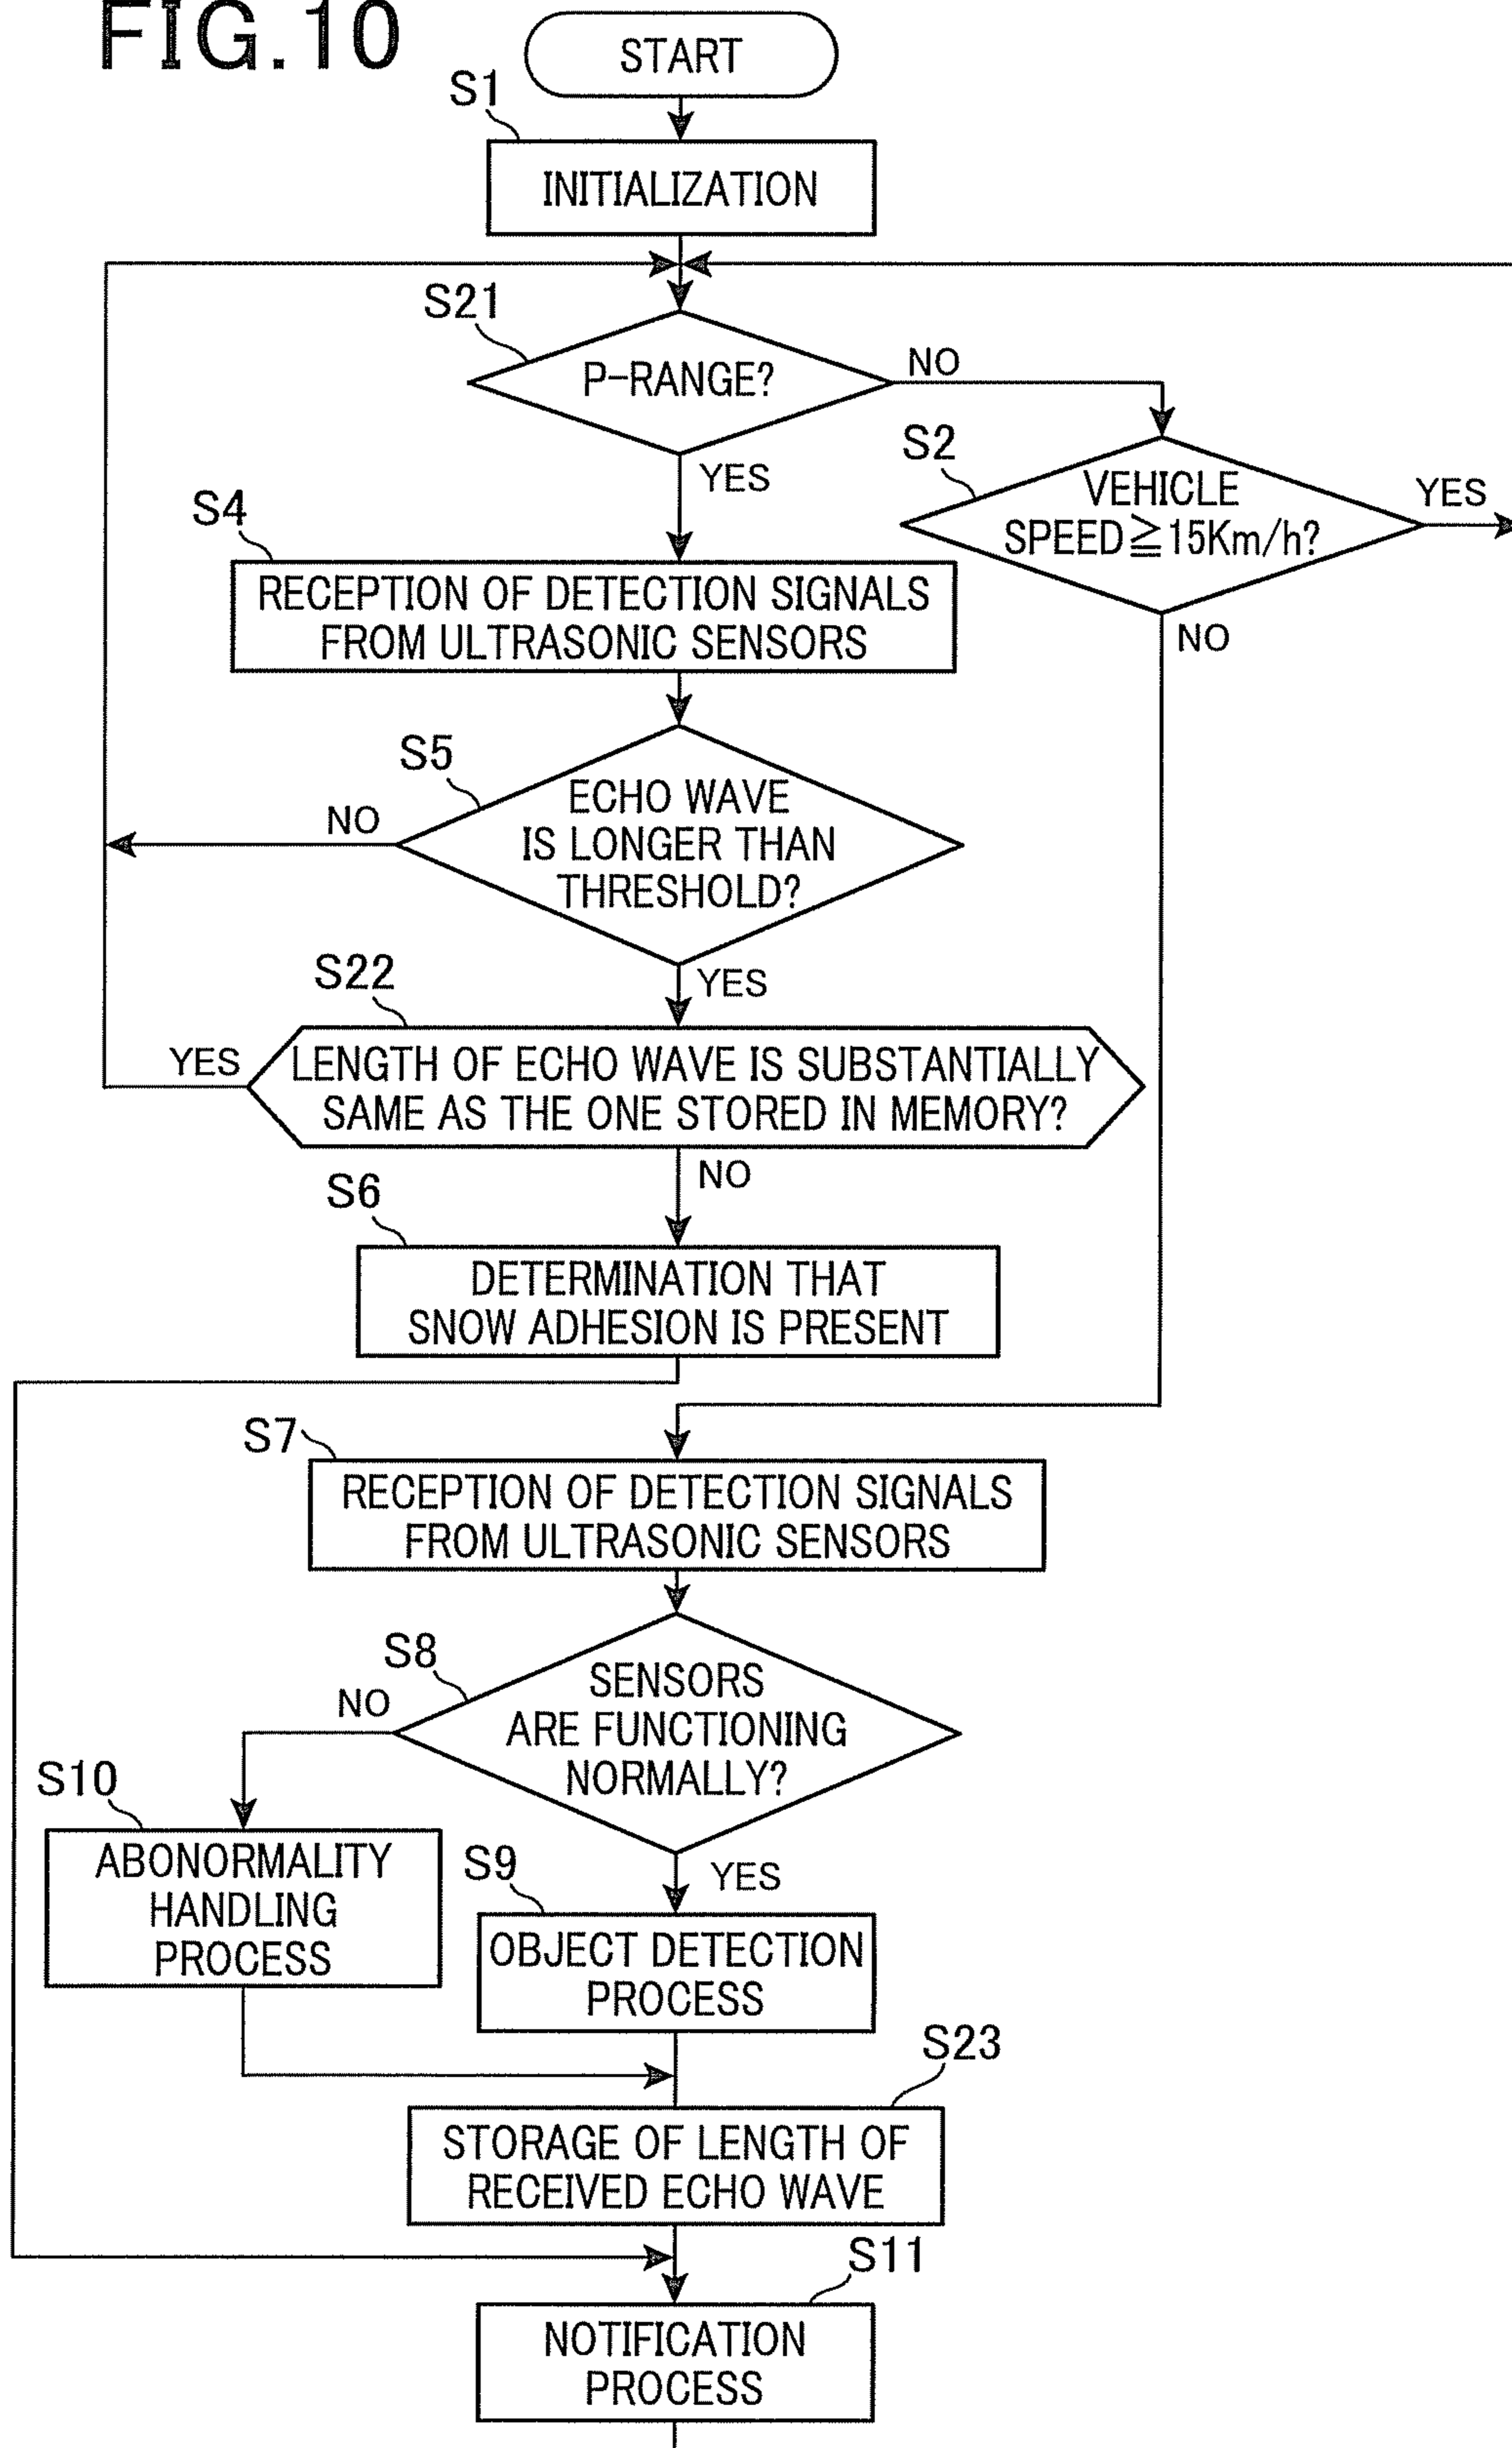 FIG.10
START
S1
INITIALIZATION
S21
P-RANGE?
NO
YES
S2
VEHICLE
SPEED≧15Km/h?
YES
NO
S4
RECEPTION OF DETECTION SIGNALS
FROM ULTRASONIC SENSORS
S5
ECHO WAVE
IS LONGER THAN
THRESHOLD?
NO
YES
S22
LENGTH OF ECHO WAVE IS SUBSTANTIALLY
SAME AS THE ONE STORED IN MEMORY?
YES
NO
S6
DETERMINATION THAT
SNOW ADHESION IS PRESENT
S7
RECEPTION OF DETECTION SIGNALS
FROM ULTRASONIC SENSORS
S8
SENSORS
ARE FUNCTIONING
NORMALLY?
NO
YES
S10
ABONORMALITY
HANDLING
PROCESS
S9
OBJECT DETECTION
PROCESS
S23
STORAGE OF LENGTH OF
RECEIVED ECHO WAVE
S11
NOTIFICATION
PROCESS